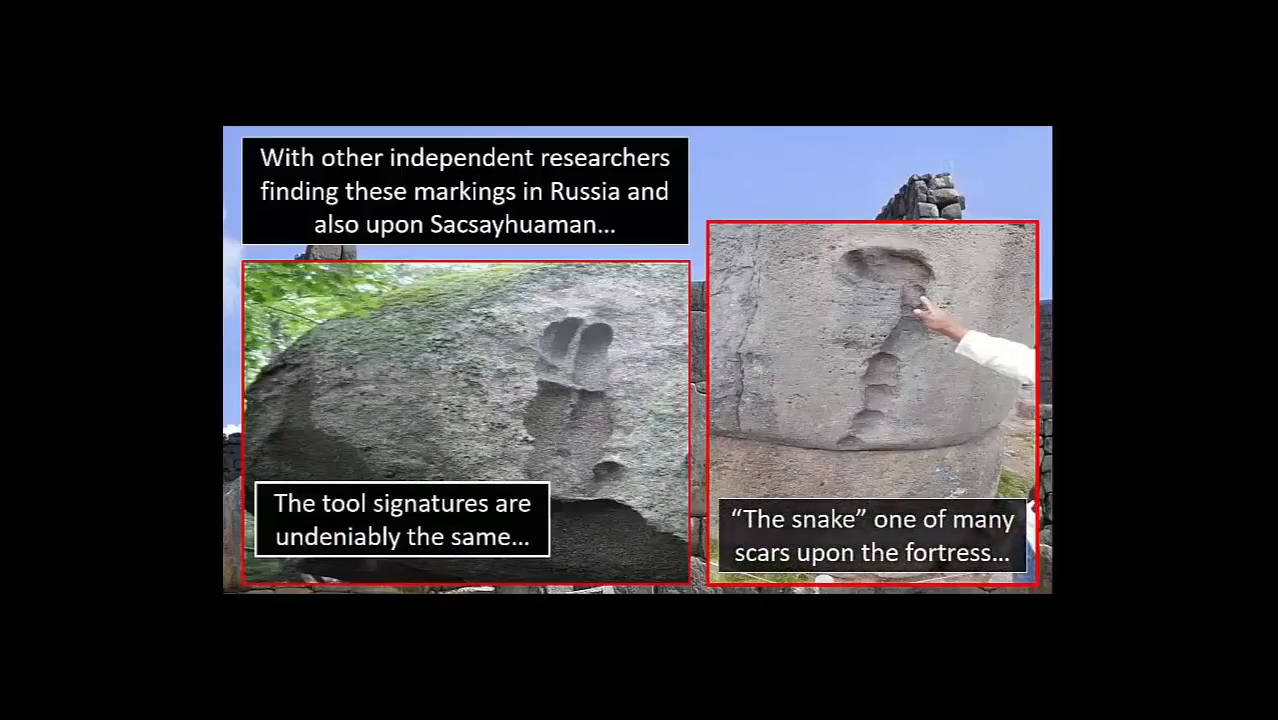 With other independent researchers
finding these markings in Russia and
also upon Sacsayhuaman...
The tool signatures are
undeniably the same...
“The snake” one of many
scars upon the fortress...